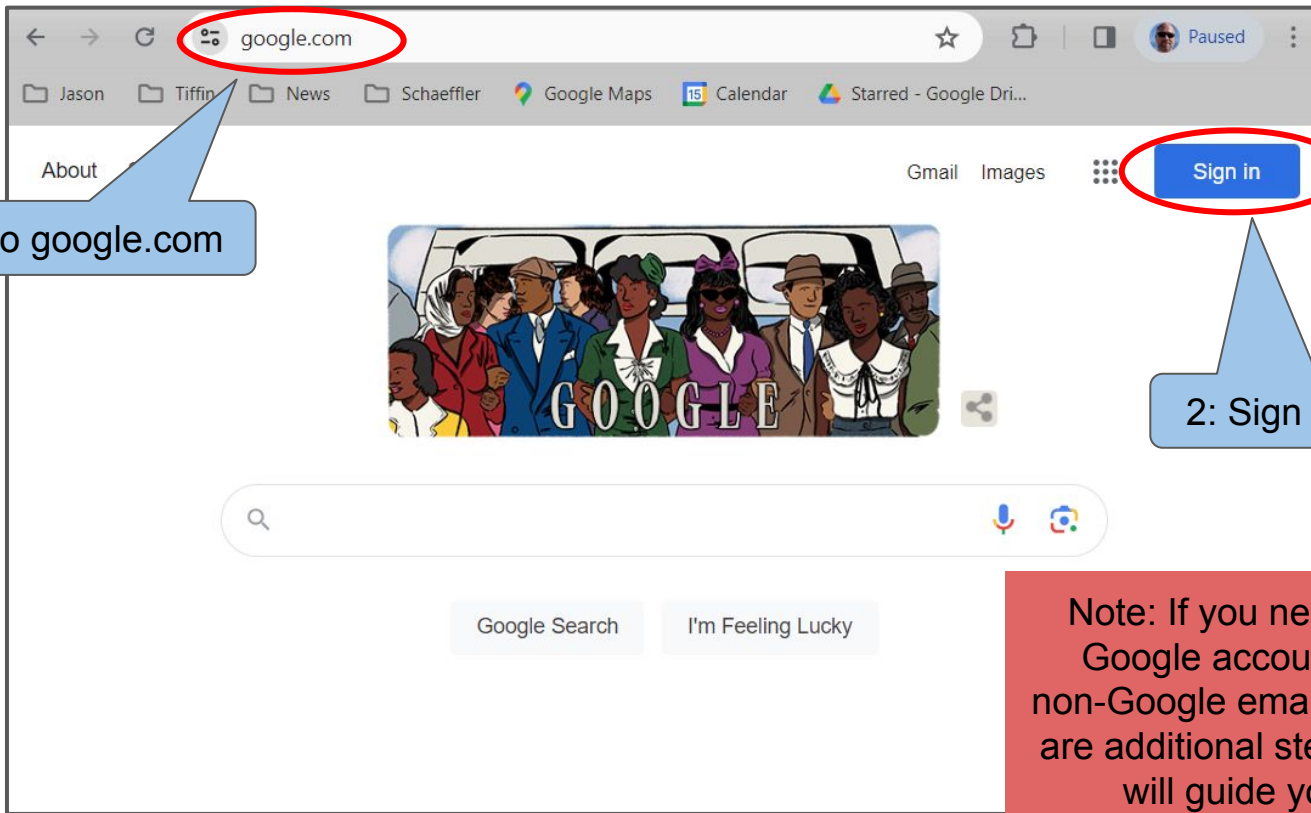 google.com
Paused
Jason Tiffin News Schaeffler Google Maps 15 Calendar Starred - Google Dri...
About
Gmail Images
Sign in
o google.com
GOOGLE
2: Sign
Google Search I'm Feeling Lucky
Note: If you ne
Google accou
non-Google ema
are additional ste
will guide yo